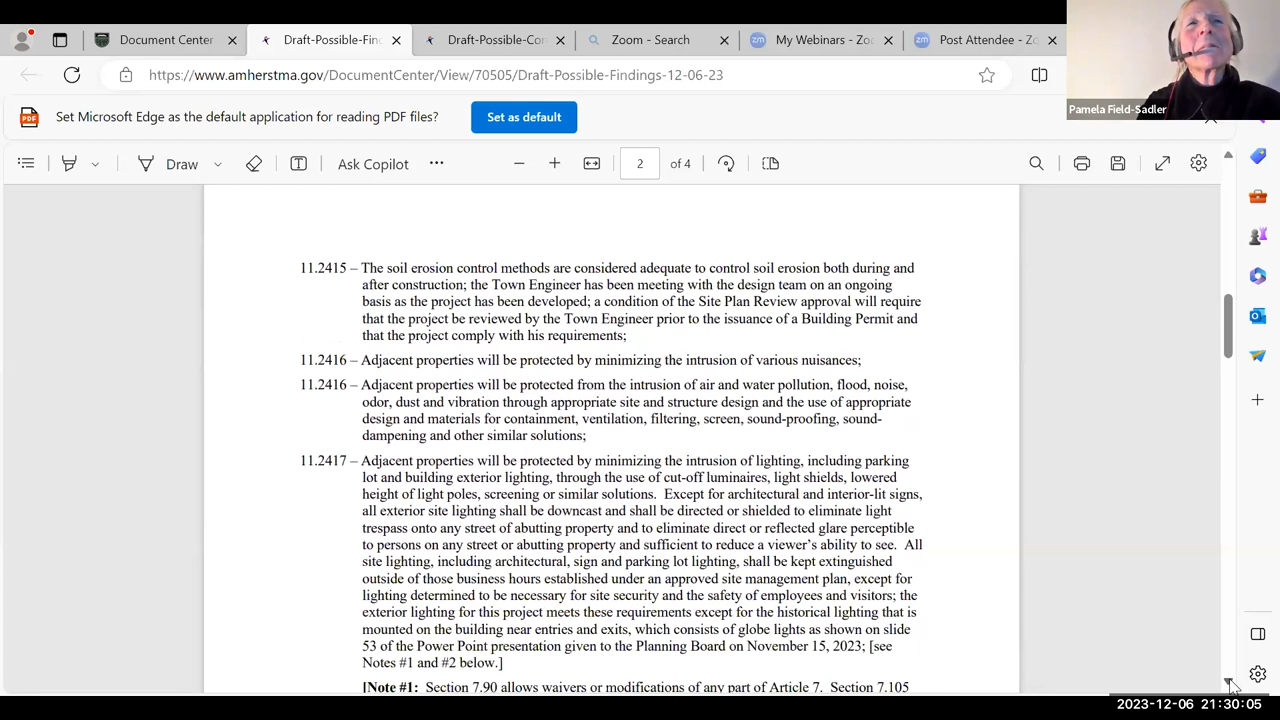 Document Center
Draft-Possible-Fin
Draft-Possible-Co
Zoom - Search
My Webinars - Zo
Post Attendee - Z
https://www.amherstma.gov/DocumentCenter/View/70505/Draft-Possible-Findings-12-06-23
Pamela Field-Sadler
Set Microsoft Edge as the default application for reading PDF files?
Set as default
Draw
Ask Copilot
2 of 4
11.2415 – The soil erosion control methods are considered adequate to control soil erosion both during and
after construction; the Town Engineer has been meeting with the design team on an ongoing
basis as the project has been developed; a condition of the Site Plan Review approval will require
that the project be reviewed by the Town Engineer prior to the issuance of a Building Permit and
that the project comply with his requirements;
11.2416 – Adjacent properties will be protected by minimizing the intrusion of various nuisances;
11.2416 – Adjacent properties will be protected from the intrusion of air and water pollution, flood, noise,
odor, dust and vibration through appropriate site and structure design and the use of appropriate
design and materials for containment, ventilation, filtering, screen, sound-proofing, sound-
dampening and other similar solutions;
11.2417 – Adjacent properties will be protected by minimizing the intrusion of lighting, including parking
lot and building exterior lighting, through the use of cut-off luminaires, light shields, lowered
height of light poles, screening or similar solutions.  Except for architectural and interior-lit signs,
all exterior site lighting shall be downcast and shall be directed or shielded to eliminate light
trespass onto any street of abutting property and to eliminate direct or reflected glare perceptible
to persons on any street or abutting property and sufficient to reduce a viewer's ability to see.  All
site lighting, including architectural, sign and parking lot lighting, shall be kept extinguished
outside of those business hours established under an approved site management plan, except for
lighting determined to be necessary for site security and the safety of employees and visitors; the
exterior lighting for this project meets these requirements except for the historical lighting that is
mounted on the building near entries and exits, which consists of globe lights as shown on slide
53 of the Power Point presentation given to the Planning Board on November 15, 2023; [see
Notes #1 and #2 below.]
[Note #1:  Section 7.90 allows waivers or modifications of any part of Article 7.  Section 7.105
2023-12-06 21:30:05